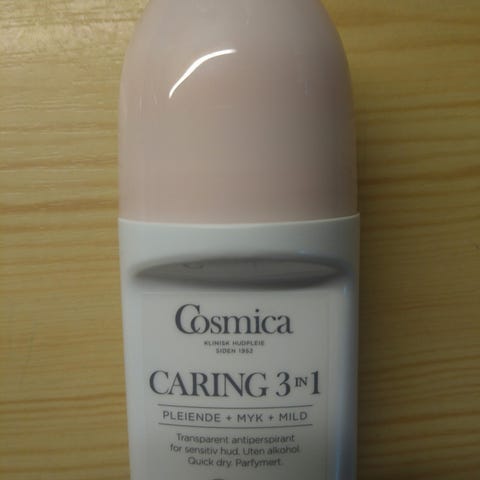 Cosmica
KLINISK HUDPLEIE
SIDEN 1952
CARING 3 IN 1
PLEIENDE + MYK + MILD
Transparent antiperspirant
for sensitiv hud. Uten alkohol.
Quick dry. Parfymert.